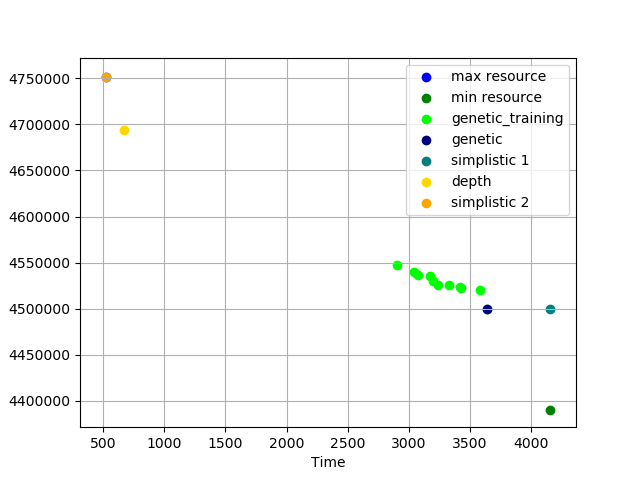 4750000
4700000
4650000
4600000
4550000
4500000
4450000
4400000
max resource
min resource
genetic_training
genetic
simplistic 1
depth
simplistic 2
500 1000 1500 2000 2500 3000 3500 4000
Time